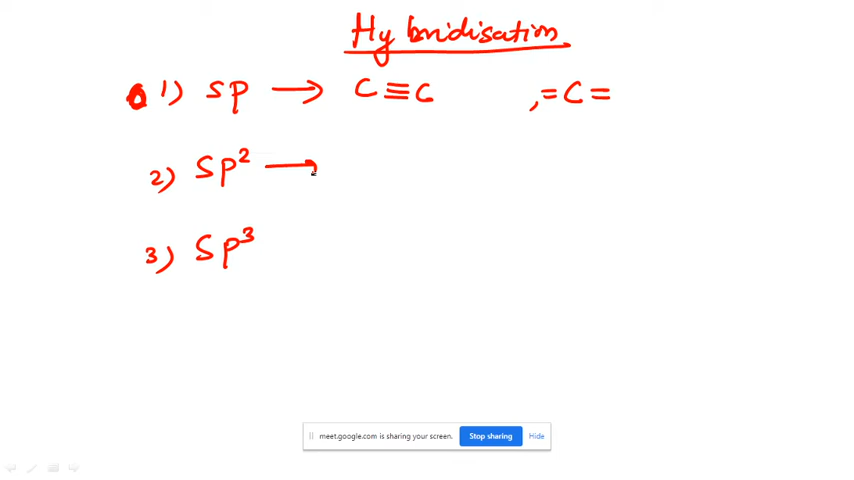 Hybridisation
1) SP → C≡C , =C=
2) SP² →
3) SP³
meet.google.com is sharing your screen. Stop sharing Hide